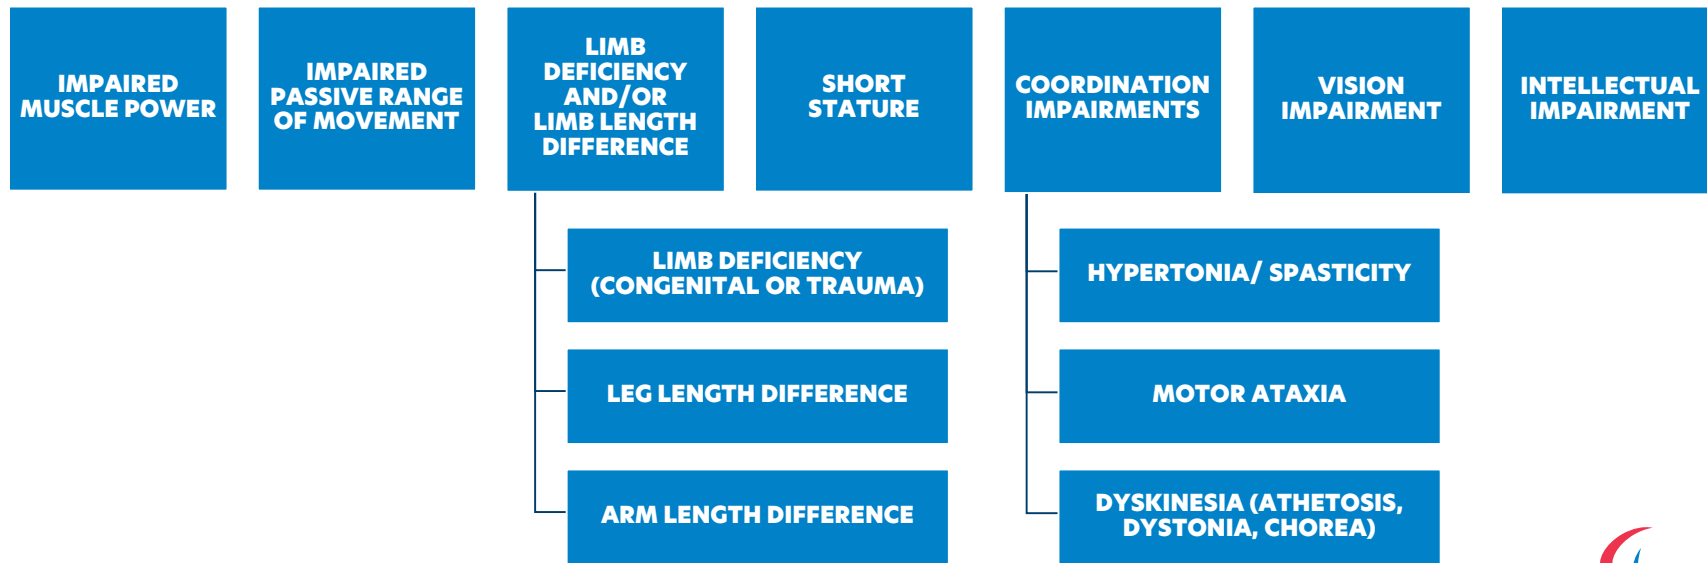 IMPAIRED
MUSCLE POWER
IMPAIRED
PASSIVE RANGE
OF MOVEMENT
LIMB
DEFICIENCY
AND/OR
LIMB LENGTH
DIFFERENCE
SHORT
STATURE
COORDINATION
IMPAIRMENTS
VISION
IMPAIRMENT
INTELLECTUAL
IMPAIRMENT
LIMB DEFICIENCY
(CONGENITAL OR TRAUMA)
LEG LENGTH DIFFERENCE
ARM LENGTH DIFFERENCE
HYPERTONIA/ SPASTICITY
MOTOR ATAXIA
DYSKINESIA (ATHETOSIS,
DYSTONIA, CHOREA)